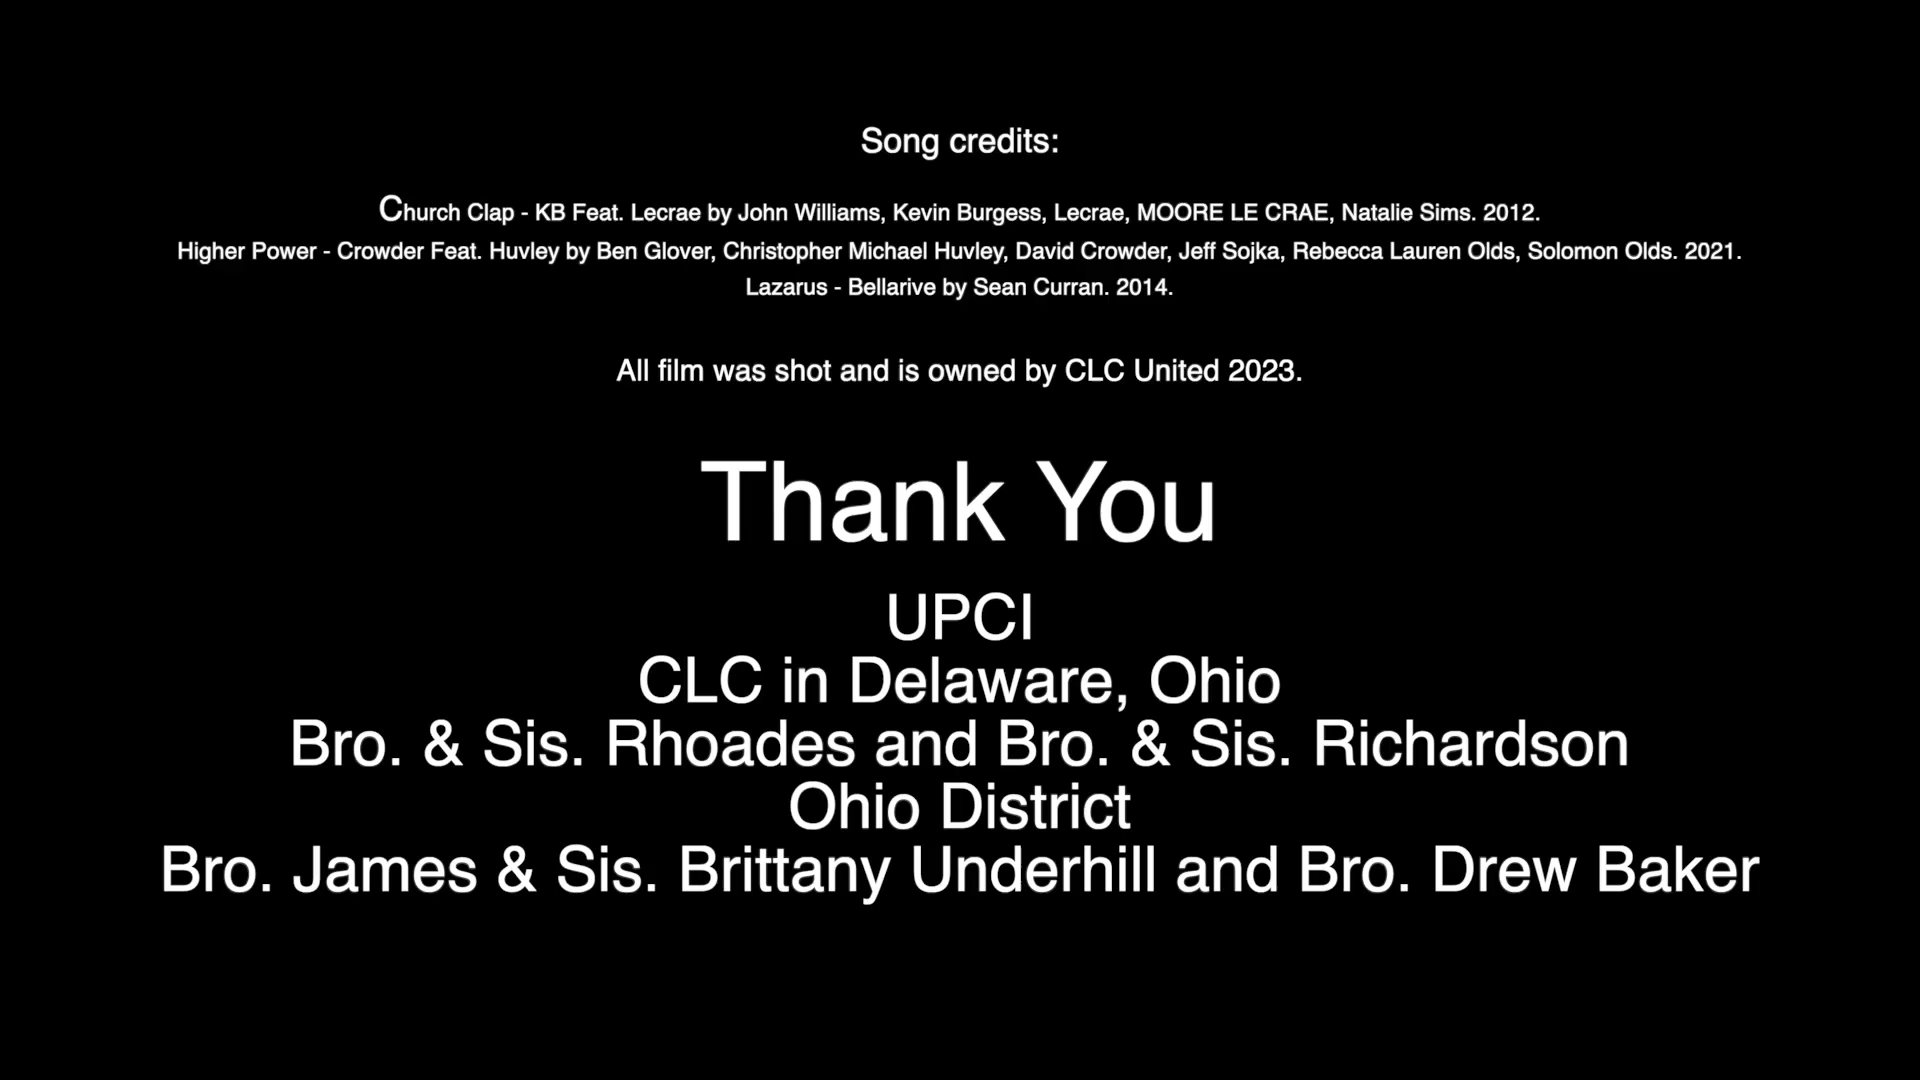 Song credits:
Church Clap - KB Feat. Lecrae by John Williams, Kevin Burgess, Lecrae, MOORE LE CRAE, Natalie Sims. 2012.
Higher Power - Crowder Feat. Huvley by Ben Glover, Christopher Michael Huvley, David Crowder, Jeff Sojka, Rebecca Lauren Olds, Solomon Olds. 2021.
Lazarus - Bellarive by Sean Curran. 2014.
All film was shot and is owned by CLC United 2023.
Thank You
UPCI
CLC in Delaware, Ohio
Bro. & Sis. Rhoades and Bro. & Sis. Richardson
Ohio District
Bro. James & Sis. Brittany Underhill and Bro. Drew Baker